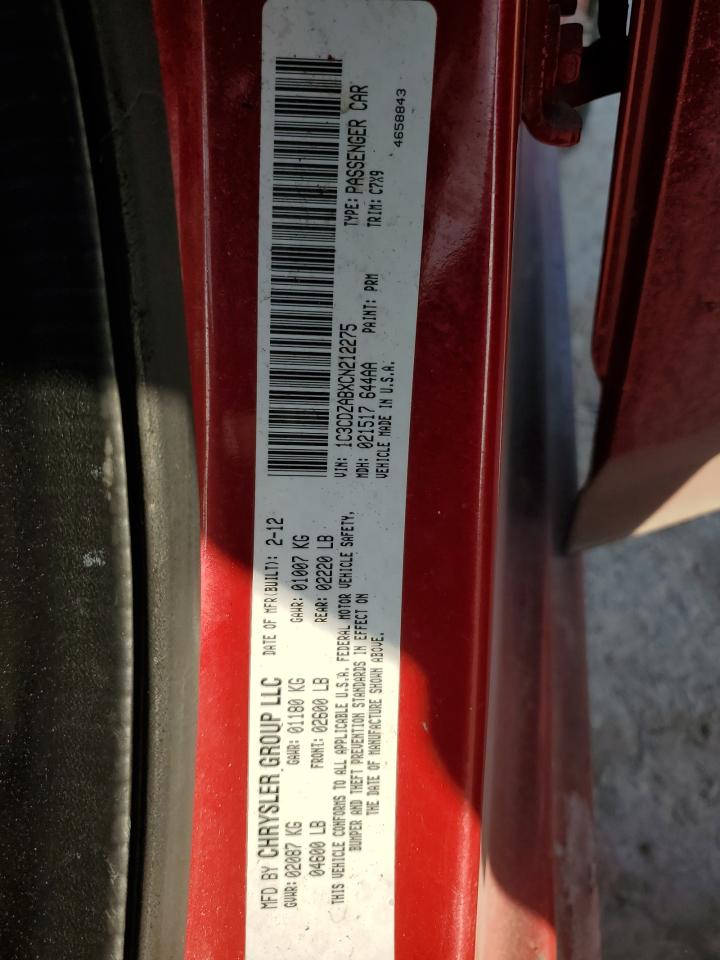 MFD BY CHRYSLER GROUP LLC DATE OF MFR(BUILT): 2-12
GVWR: 02087 KG GAWR: 01180 KG GAWR: 01007 KG
04600 LB FRONT: 02600 LB REAR: 02220 LB
THIS VEHICLE CONFORMS TO ALL APPLICABLE U.S.A. FEDERAL MOTOR VEHICLE SAFETY,
BUMPER AND THEFT PREVENTION STANDARDS IN EFFECT ON
THE DATE OF MANUFACTURE SHOWN ABOVE.
VIN: 1C3CDZABXCN212275 TYPE: PASSENGER CAR
MDH: 021517 644AA PAINT: PRM TRIM: C7X9
VEHICLE MADE IN U.S.A. 4658843